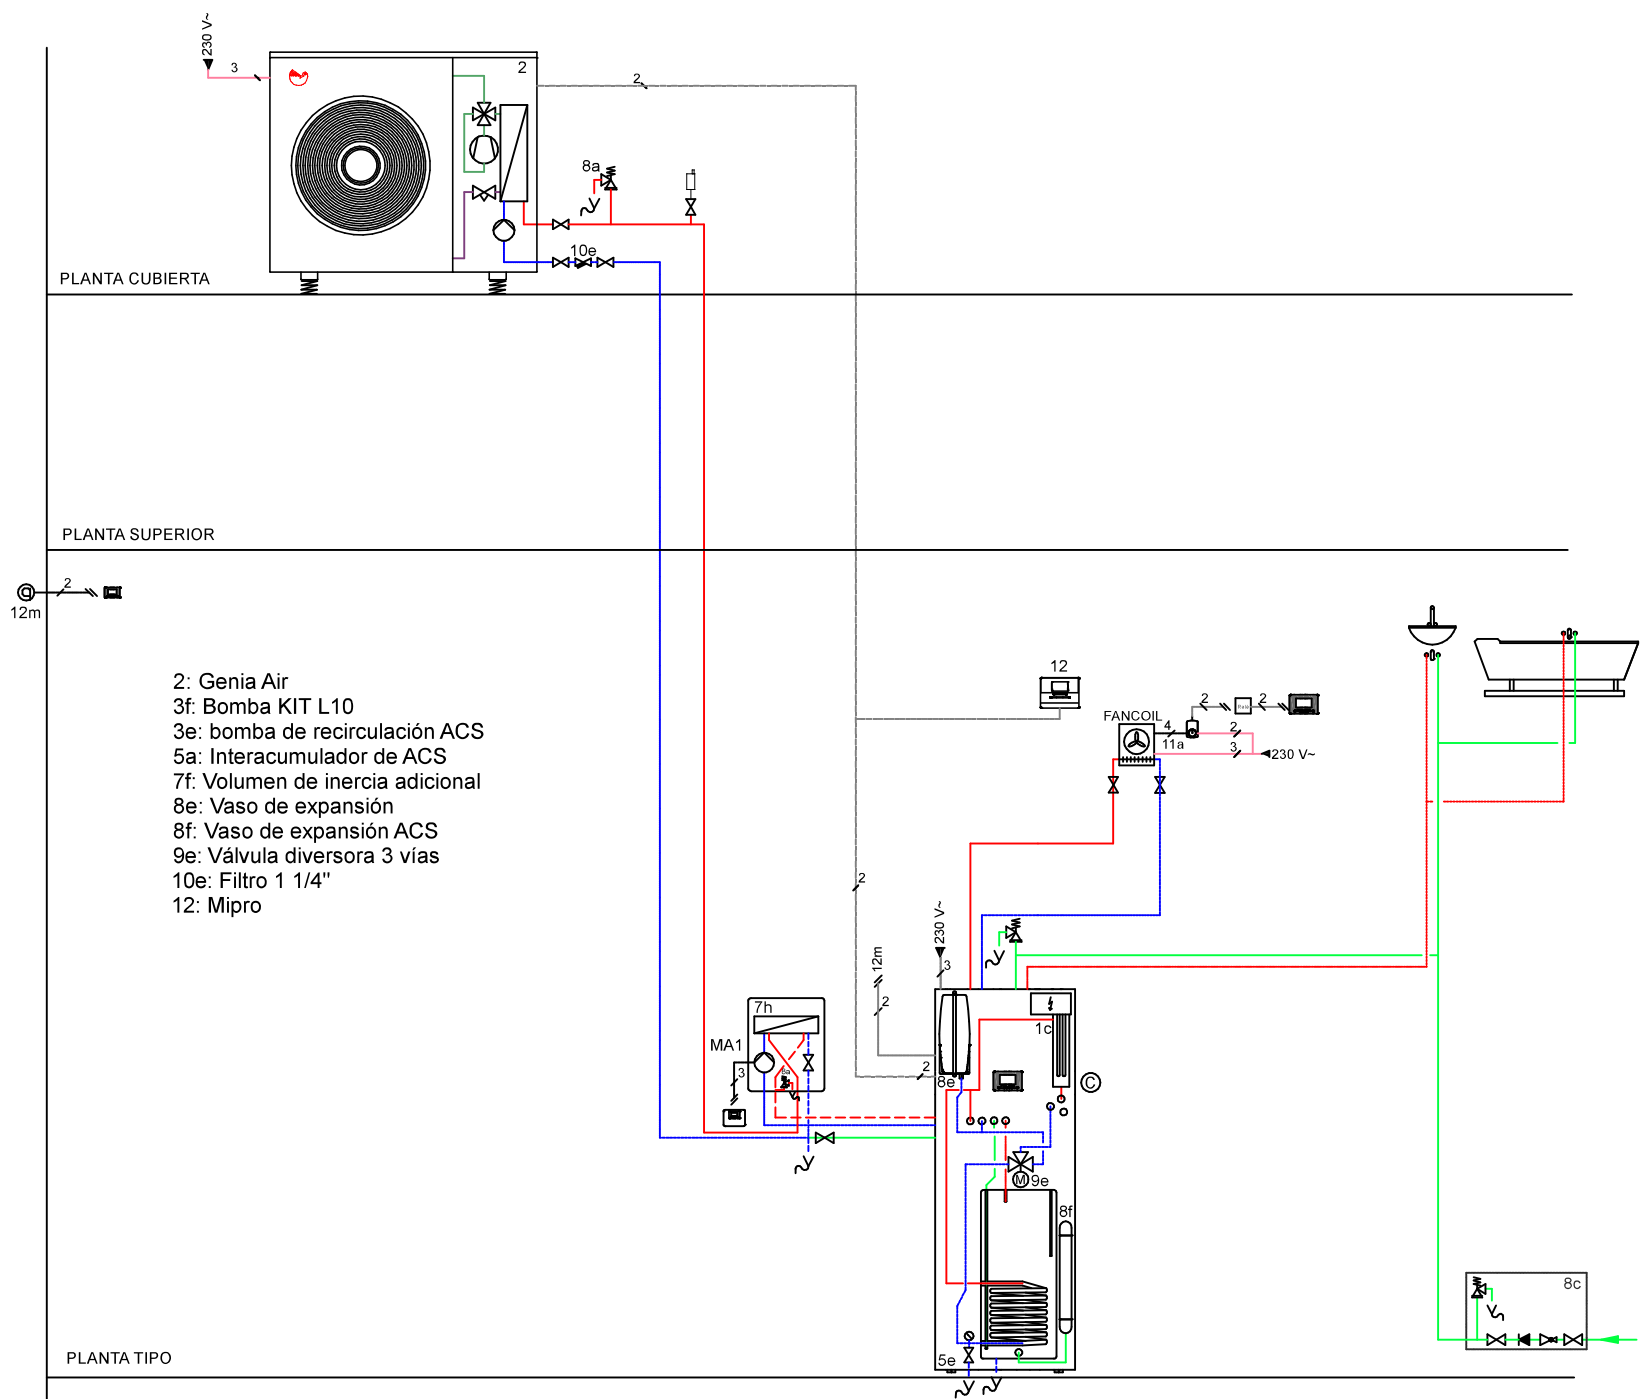 230 V~
3
2
2
8a
10e
PLANTA CUBIERTA
PLANTA SUPERIOR
2
12m
2: Genia Air
3f: Bomba KIT L10
3e: bomba de recirculación ACS
5a: Interacumulador de ACS
7f: Volumen de inercia adicional
8e: Vaso de expansión
8f: Vaso de expansión ACS
9e: Válvula diversora 3 vías
10e: Filtro 1 1/4"
12: Mipro
12
FANCOIL
4
11a
2
2
2
3
230 V~
2
230 V~
3
12m
2
2
7h
MA1
3
8a
8e
1c
C
M
9e
8f
5e
8c
PLANTA TIPO